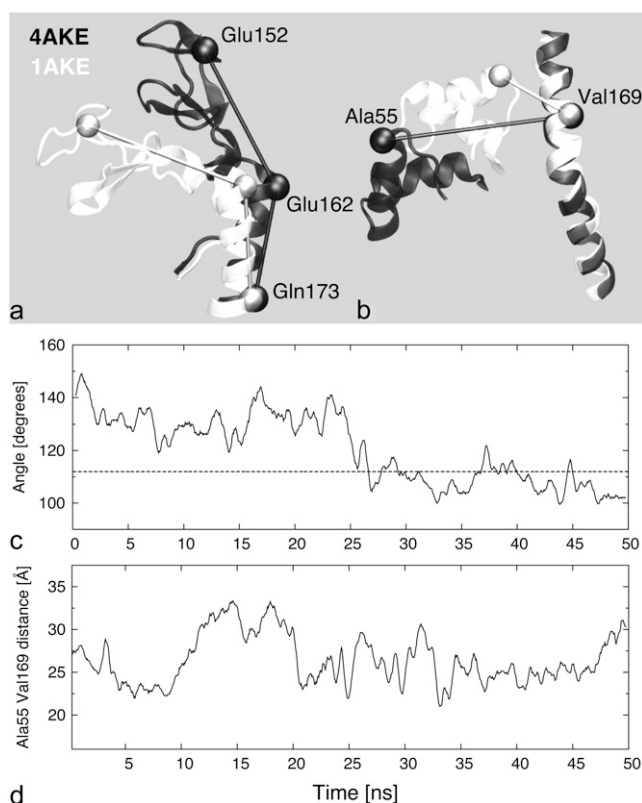 4AKE
1AKE
Glu152
Glu162
Gln173
a
Ala55
Val169
b
Angle [degrees]
160
140
120
100
80
0 5 10 15 20 25 30 35 40 45 50
c
Ala55 Val169 distance [Å]
35
30
25
20
5 10 15 20 25 30 35 40 45 50
Time [ns]
d